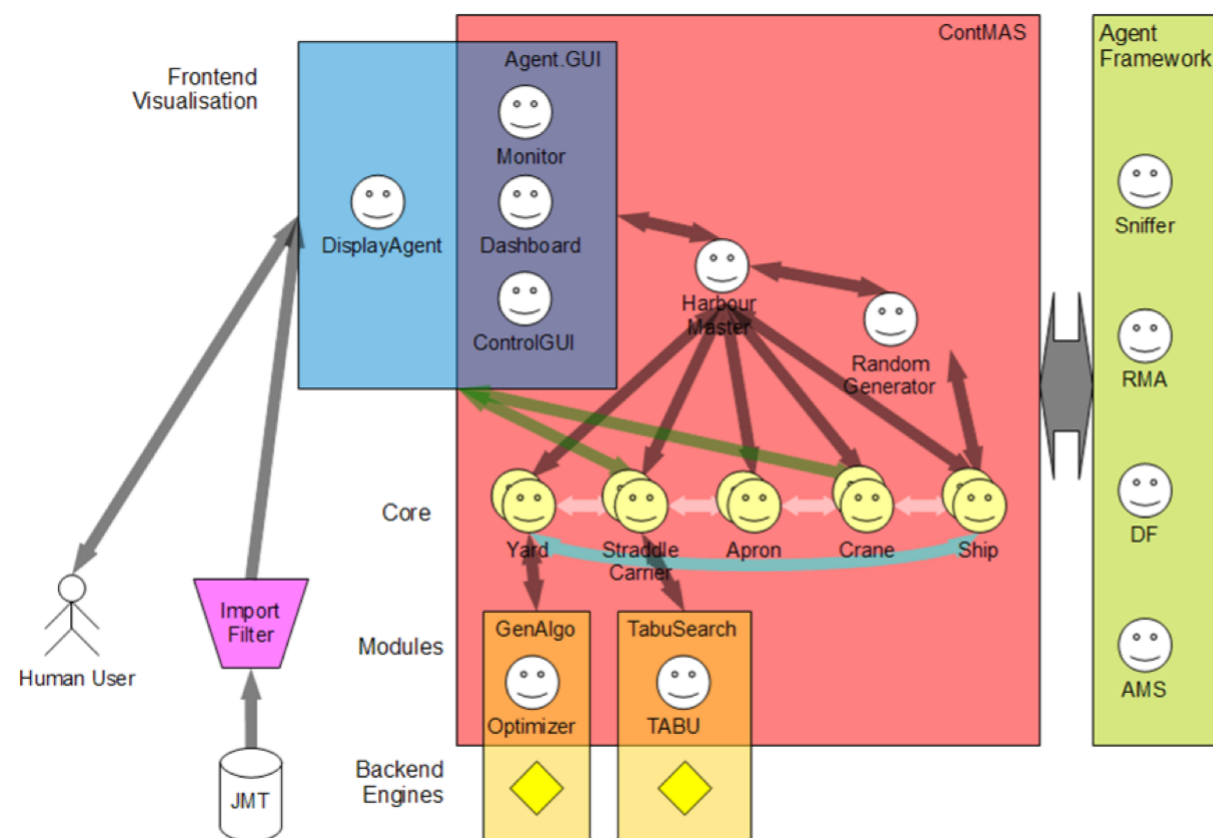 ContMAS
Agent
Framework
Agent.GUI
Frontend
Visualisation
Monitor
DisplayAgent
Dashboard
ControlGUI
Harbour
Master
Random
Generator
Sniffer
RMA
DF
AMS
Core
Yard
Straddle
Carrier
Apron
Crane
Ship
Import
Filter
Human User
Modules
GenAlgo
TabuSearch
Optimizer
TABU
Backend
Engines
JMT